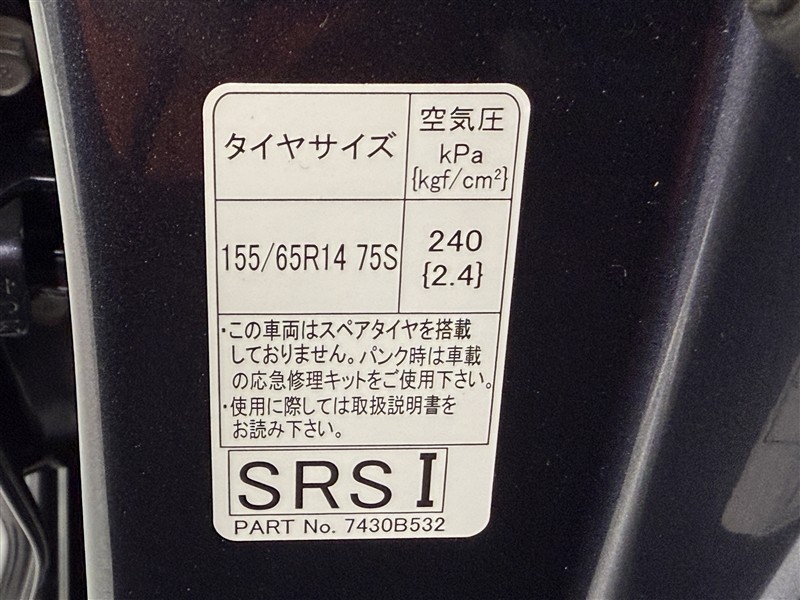 タイヤサイズ
空気圧
kPa
{kgf/cm²}
155/65R14 75S
240
{2.4}
・この車両はスペアタイヤを搭載
しておりません。パンク時は車載
の応急修理キットをご使用下さい。
・使用に際しては取扱説明書を
お読み下さい。
SRS I
PART No. 7430B532